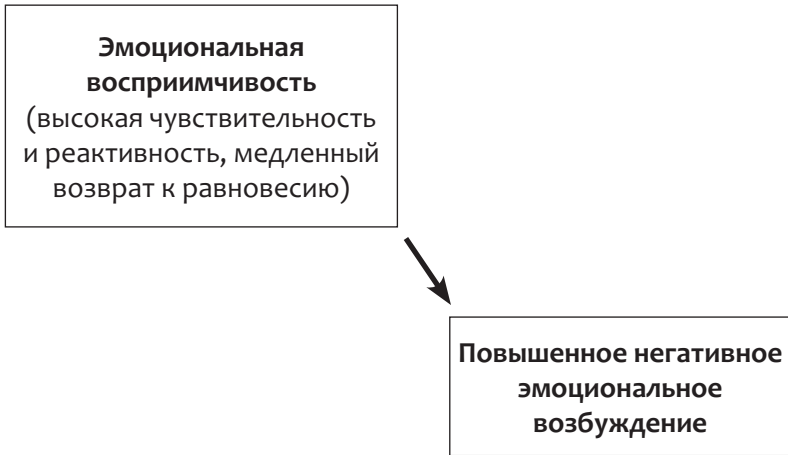 Эмоциональная
восприимчивость
(высокая чувствительность
и реактивность, медленный
возврат к равновесию)
Повышенное негативное
эмоциональное
возбуждение